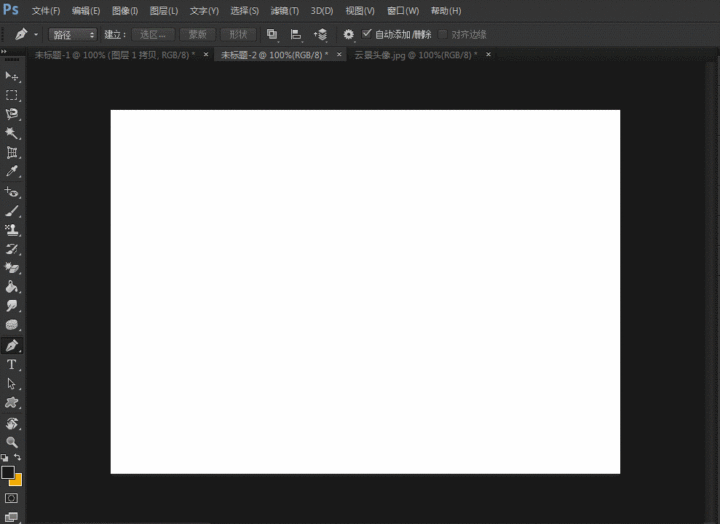 Ps 文件(F) 编辑(E) 图像(I) 图层(L) 文字(Y) 选择(S) 滤镜(T) 3D(D) 视图(V) 窗口(W) 帮助(H)
路径 建立: 选区... 蒙版 形状 自动添加/删除 对齐边缘
未标题-1 @ 100% (图层 1 拷贝, RGB/8) * × 未标题-2 @ 100%(RGB/8) * × 云景头像.jpg @ 100%(RGB/8) * ×
T